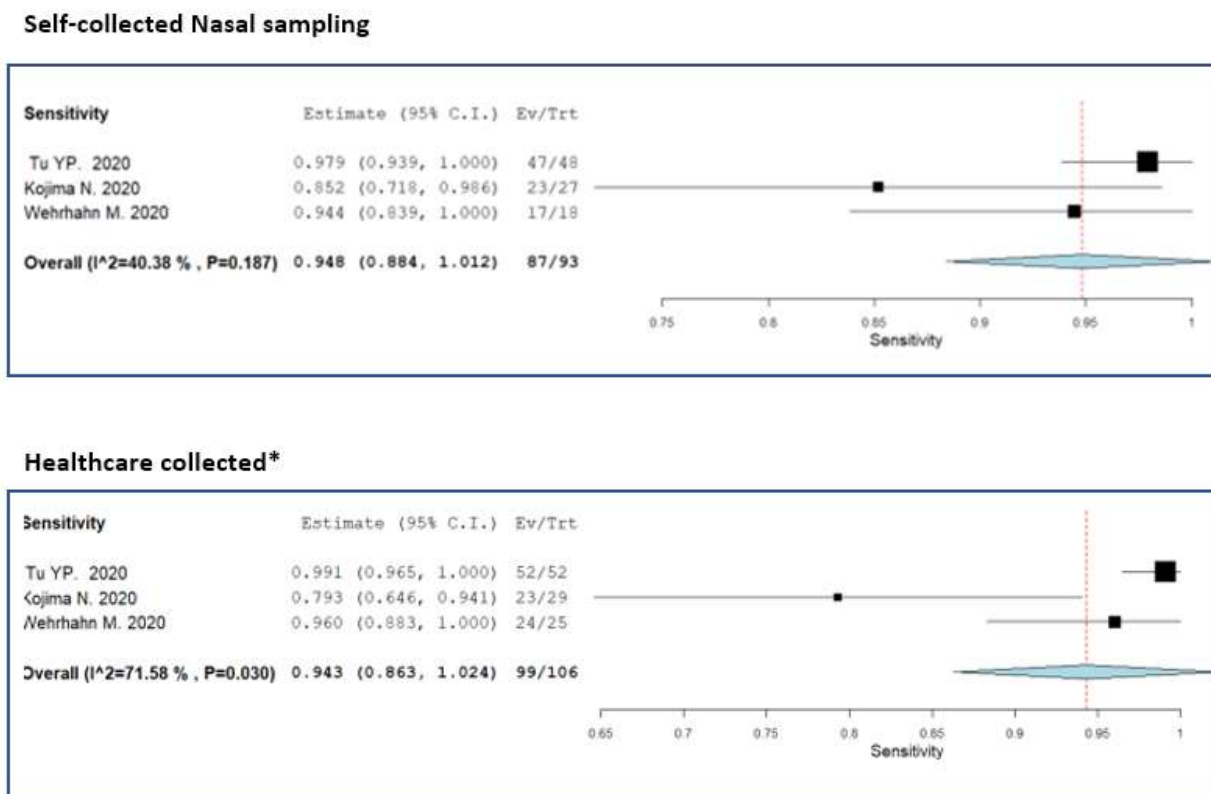 Self-collected Nasal sampling
Sensitivity Estimate (95% C.I.) Ev/Trt
Tu YP. 2020 0.979 (0.939, 1.000) 47/48
Kojima N. 2020 0.852 (0.718, 0.986) 23/27
Wehrhahn M. 2020 0.944 (0.839, 1.000) 17/18
Overall (I^2=40.38 % , P=0.187) 0.948 (0.884, 1.012) 87/93
0.75 0.8 0.85 0.9 0.95 1
Sensitivity
Healthcare collected*
Sensitivity Estimate (95% C.I.) Ev/Trt
Tu YP. 2020 0.991 (0.965, 1.000) 52/52
Kojima N. 2020 0.793 (0.646, 0.941) 23/29
Wehrhahn M. 2020 0.960 (0.883, 1.000) 24/25
Overall (I^2=71.58 % , P=0.030) 0.943 (0.863, 1.024) 99/106
0.65 0.7 0.75 0.8 0.85 0.9 0.95 1
Sensitivity